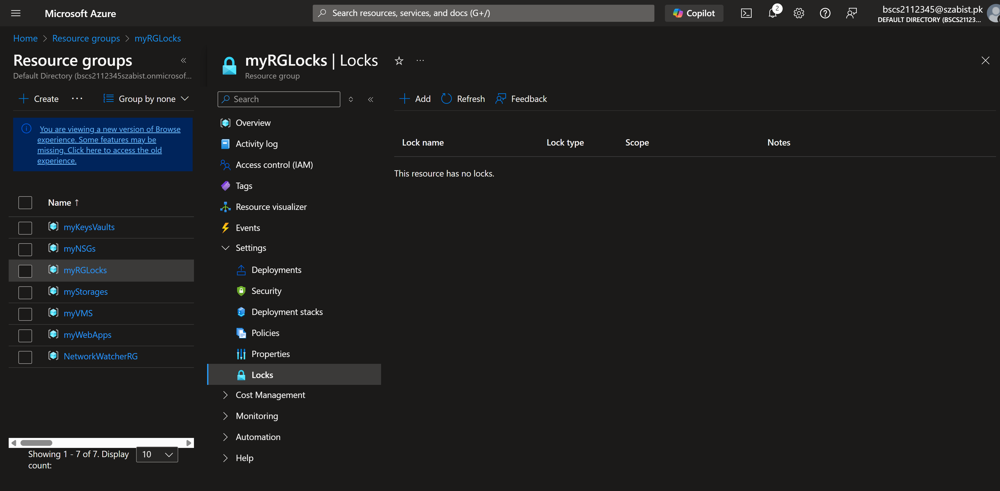 Microsoft Azure
Search resources, services, and docs (G+/)
Copilot
2
bscs2112345@szabist.pk
DEFAULT DIRECTORY (BSCS21123...
Home > Resource groups > myRGLocks
Resource groups
Default Directory (bscs2112345szabist.onmicrosof...
Create
Group by none
You are viewing a new version of Browse
experience. Some features may be
missing. Click here to access the old
experience.
Name ↑
myKeysVaults
myNSGs
myRGLocks
myStorages
myVMS
myWebApps
NetworkWatcherRG
Showing 1 - 7 of 7. Display
count:
10
myRGLocks | Locks
Resource group
Search
Overview
Activity log
Access control (IAM)
Tags
Resource visualizer
Events
Settings
Deployments
Security
Deployment stacks
Policies
Properties
Locks
Cost Management
Monitoring
Automation
Help
Add
Refresh
Feedback
Lock name
Lock type
Scope
Notes
This resource has no locks.